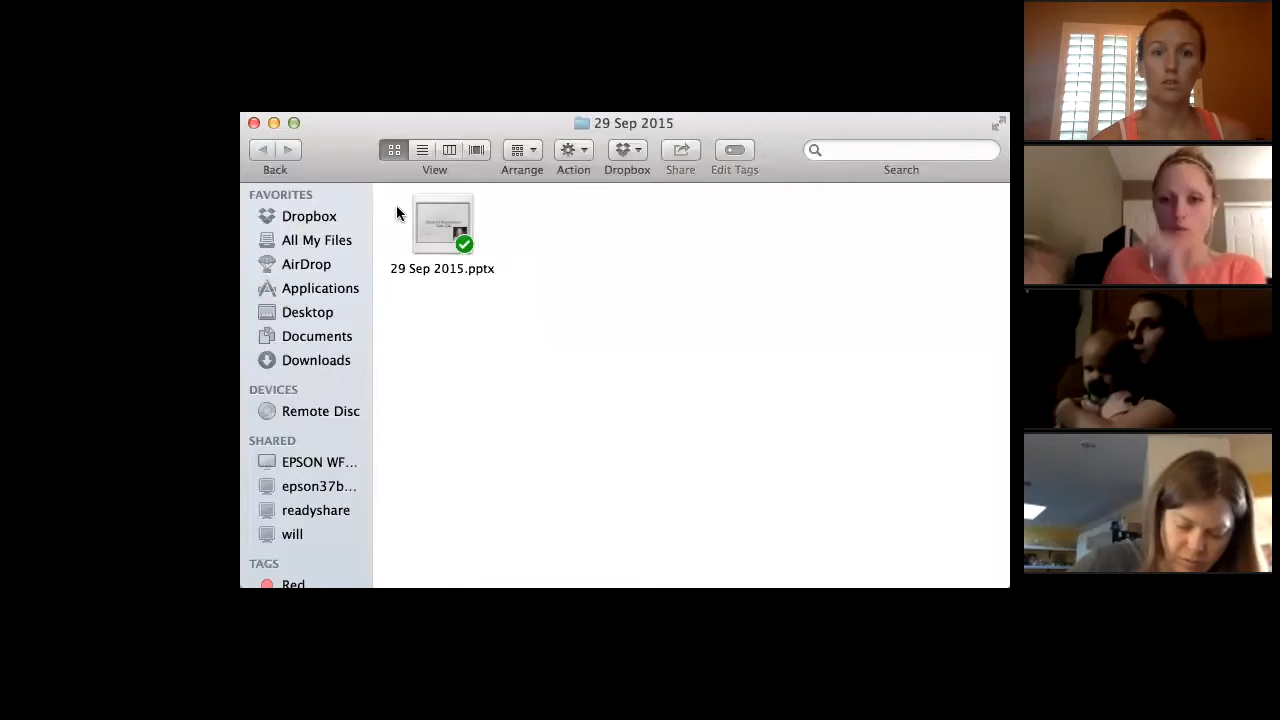 29 Sep 2015
Back
View
Arrange
Action
Dropbox
Share
Edit Tags
Search
FAVORITES
Dropbox
All My Files
AirDrop
Applications
Desktop
Documents
Downloads
DEVICES
Remote Disc
SHARED
EPSON WF...
epson37b...
readyshare
will
TAGS
Red
29 Sep 2015.pptx